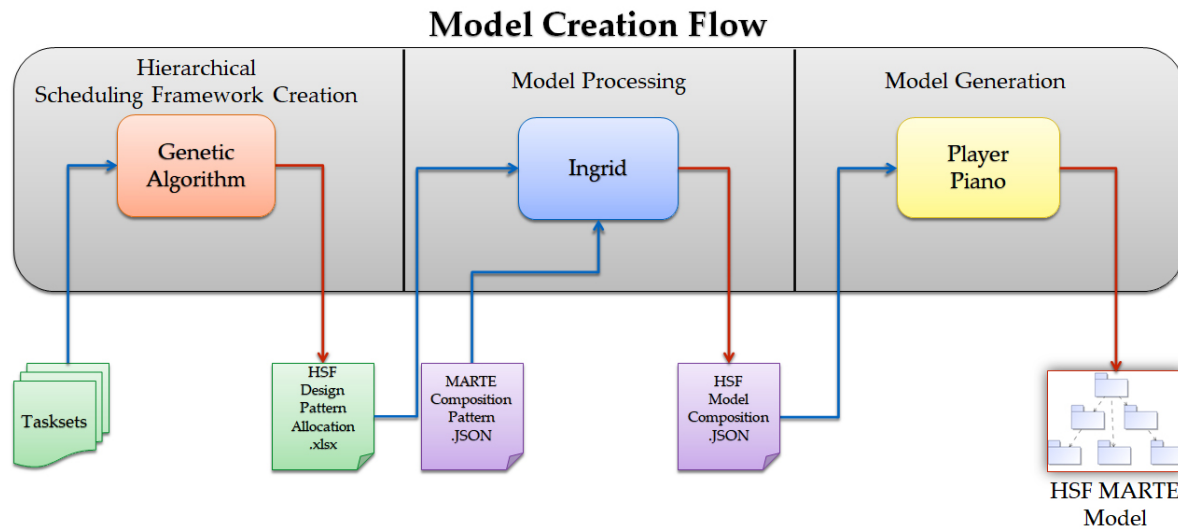 Model Creation Flow
Hierarchical
Scheduling Framework Creation
Model Processing
Model Generation
Genetic
Algorithm
Ingrid
Player
Piano
Tasksets
HSF
Design
Pattern
Allocation
.xlsx
MARTE
Composition
Pattern
.JSON
HSF
Model
Composition
.JSON
HSF MARTE
Model